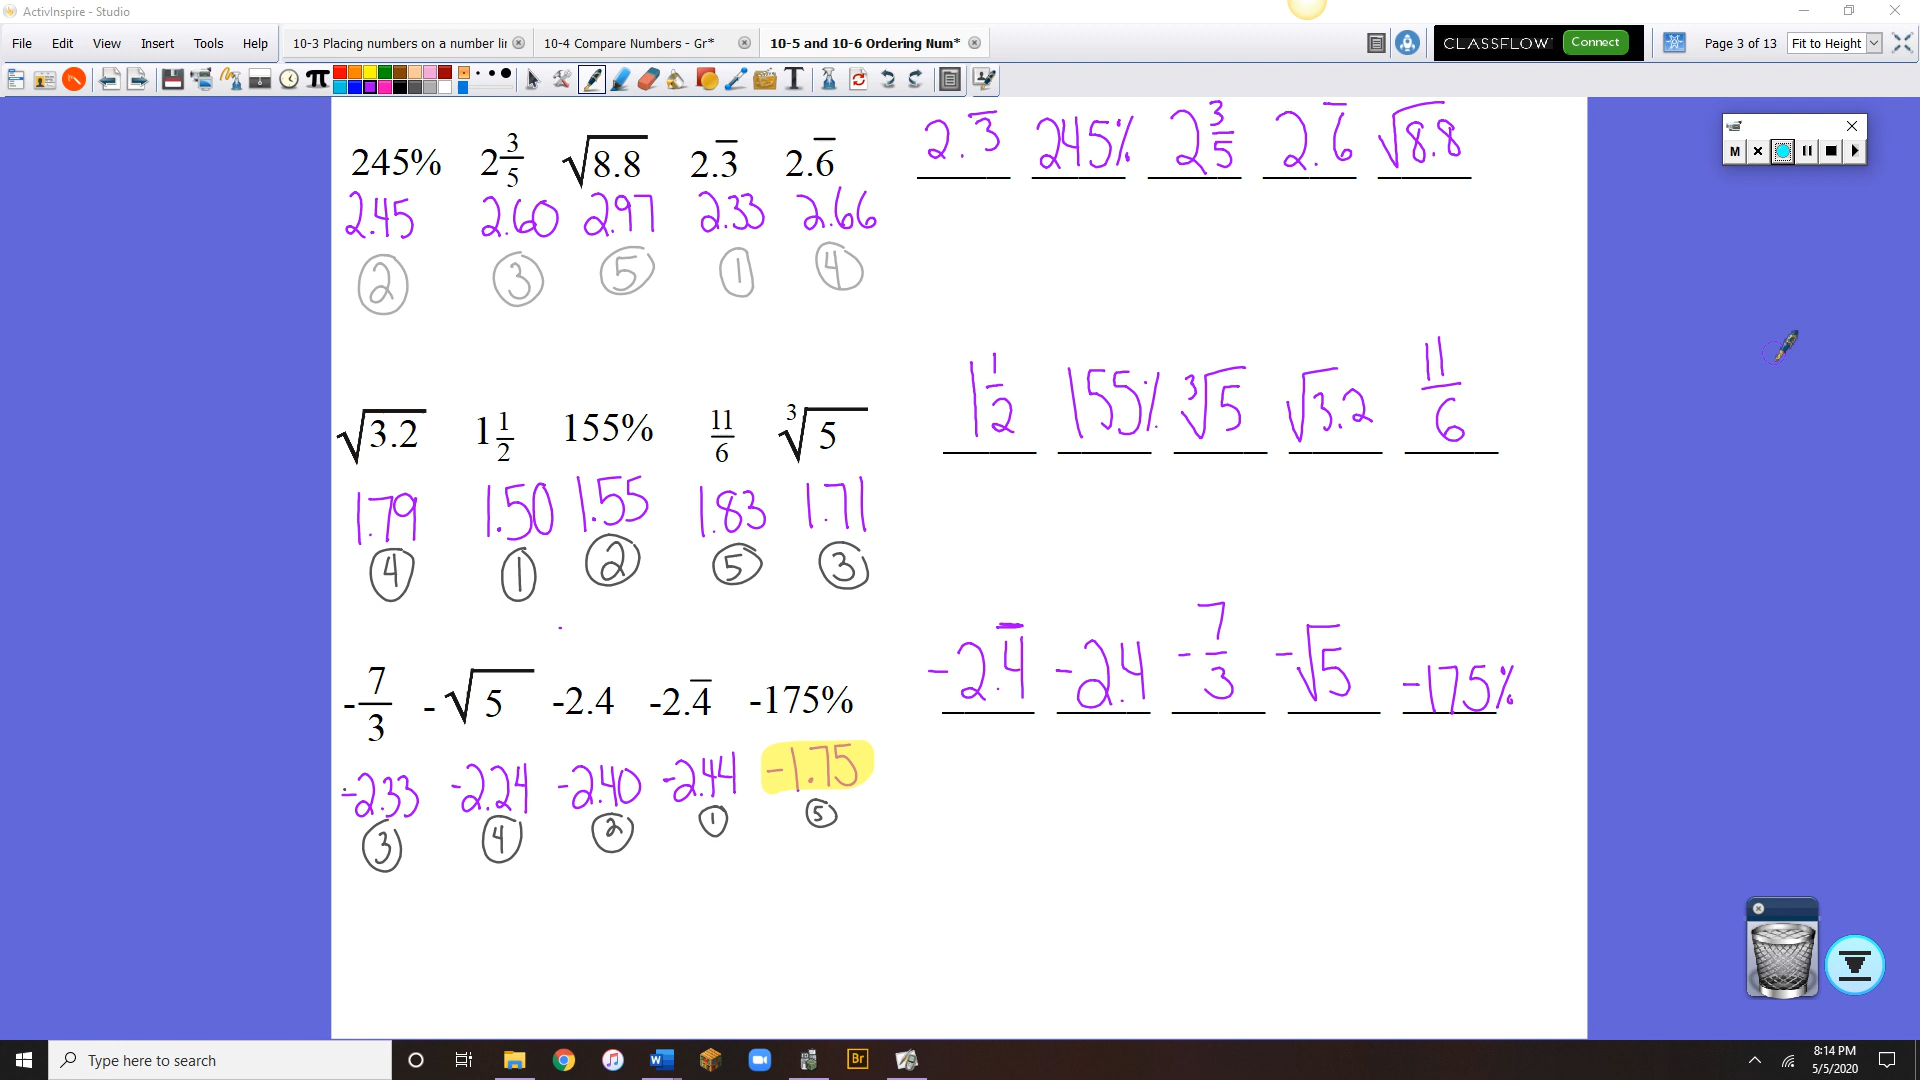 ActivInspire - Studio
File Edit View Insert Tools Help
10-3 Placing numbers on a number lin 10-4 Compare Numbers - Gr* 10-5 and 10-6 Ordering Num*
CLASSFLOW Connect Page 3 of 13 Fit to Height
M
245% 2 3/5 √8.8 2.3̅ 2.6̅
2.3̅ 245% 2 3/5 2.6̅ √8.8
2.45 2.60 2.97 2.33 2.66
2 3 5 1 4
√3.2 1 1/2 155% 11/6 ³√5
1 1/2 155% ³√5 √3.2 11/6
1.79 1.50 1.55 1.83 1.71
4 1 2 5 3
-7/3 -√5 -2.4 -2.4̅ -175%
-2.4̅ -2.4 -7/3 -√5 -175%
-2.33 -2.24 -2.40 -2.44 -1.75
3 4 2 1 5
Type here to search
Br
8:14 PM
5/5/2020